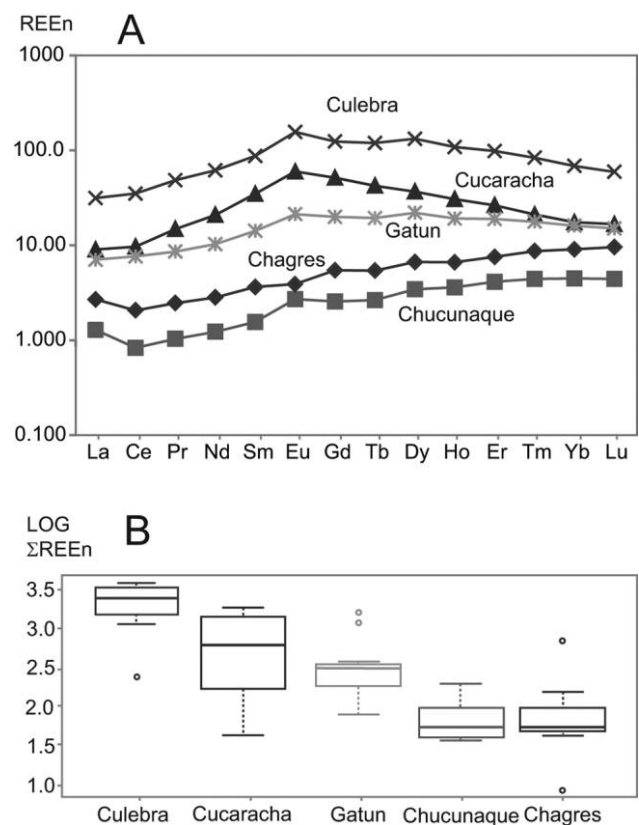 REEn
A
1000
Culebra
100.0
Cucaracha
10.00
Gatun
Chagres
1.000
Chucunaque
0.100
La Ce Pr Nd Sm Eu Gd Tb Dy Ho Er Tm Yb Lu
LOG
ΣREEn
B
3.5
3.0
2.5
2.0
1.5
1.0
Culebra Cucaracha Gatun Chucunaque Chagres